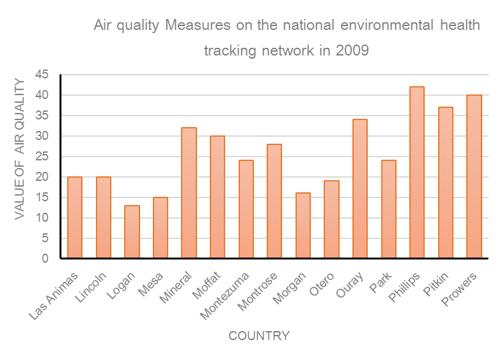 Air quality Measures on the national environmental health
tracking network in 2009
VALUE OF AIR QUALITY
45
40
35
30
25
20
15
10
5
0
Las Animas
Lincoln
Logan
Mesa
Mineral
Moffat
Montezuma
Montrose
Morgan
Otero
Ouray
Park
Phillips
Pitkin
Prowers
COUNTRY